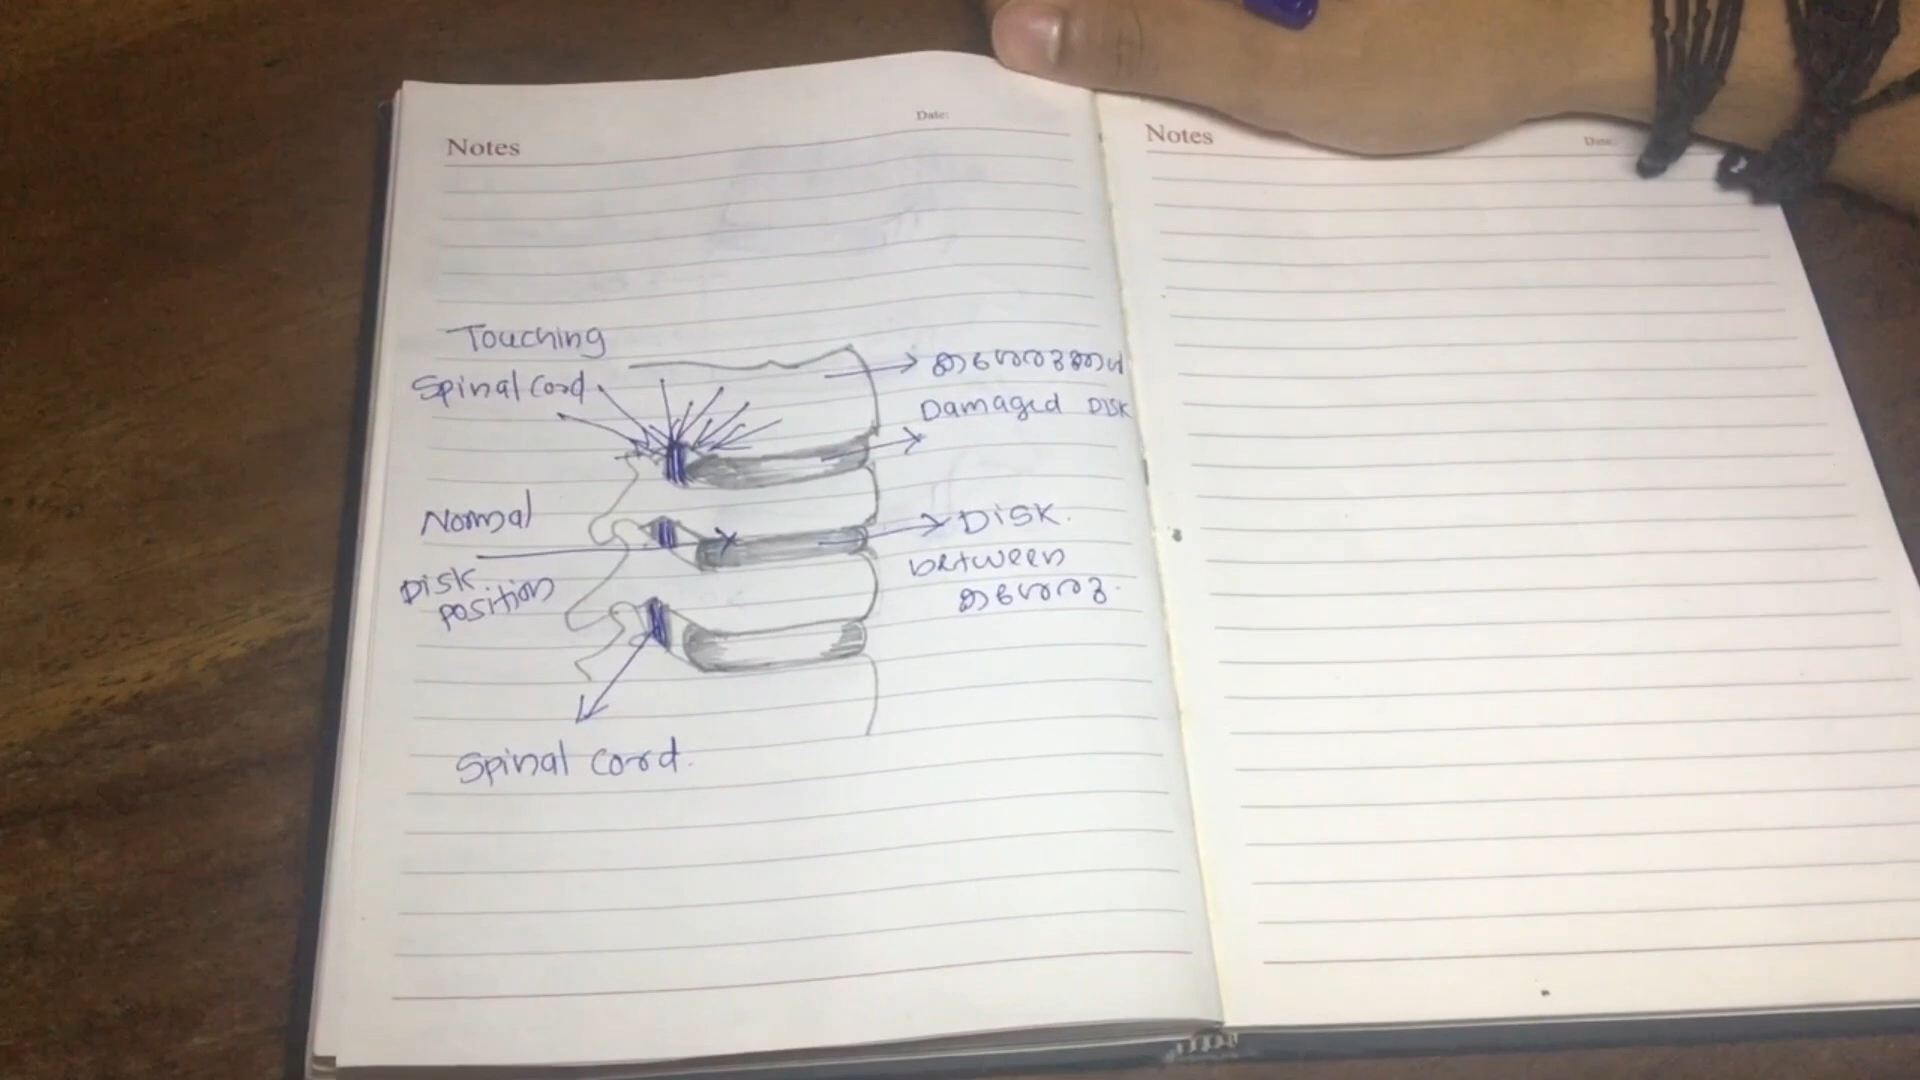 Notes
Date:
Touching
Spinal Cord
Normal
Disk
position
Spinal cord.
കശേരുക്കൾ
Damaged DISK
Disk.
between
കശേരു.
Notes
Date: